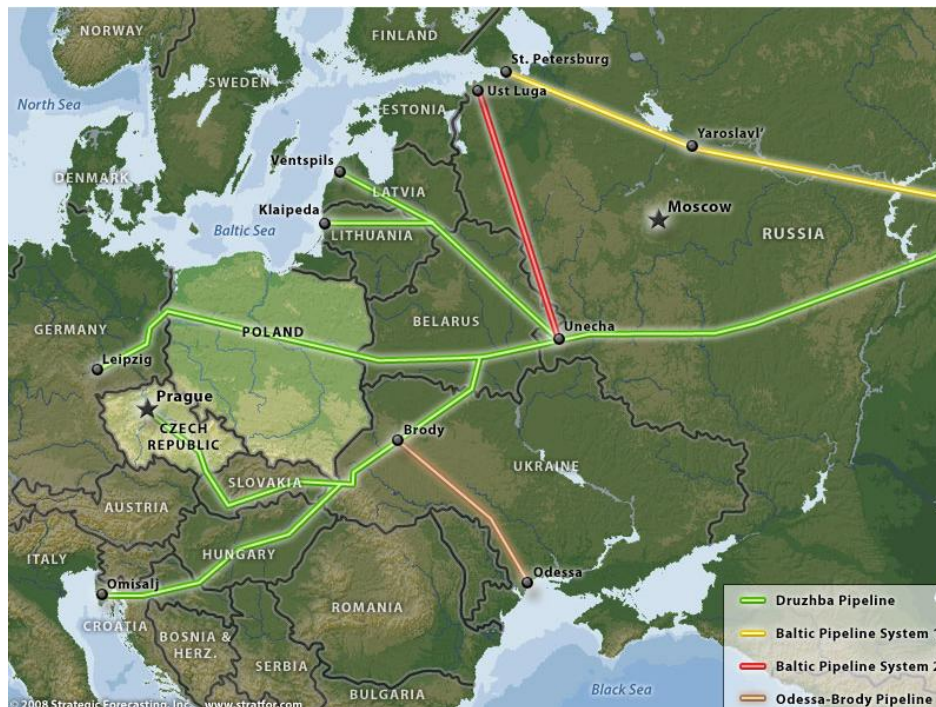 NORWAY
FINLAND
St. Petersburg
SWEDEN
Ust Luga
North Sea
ESTONIA
Yaroslavl'
Ventspils
DENMARK
LATVIA
Klaipeda
Moscow
Baltic Sea
LITHUANIA
RUSSIA
GERMANY
POLAND
BELARUS
Unecha
Leipzig
Prague
CZECH
REPUBLIC
Brody
UKRAINE
SLOVAKIA
AUSTRIA
ITALY
HUNGARY
Omisalj
Odessa
CROATIA
ROMANIA
BOSNIA &
HERZ.
SERBIA
BULGARIA
Black Sea
Druzhba Pipeline
Baltic Pipeline System 1
Baltic Pipeline System 2
Odessa-Brody Pipeline
© 2008 Strategic Forecasting, Inc. www.stratfor.com